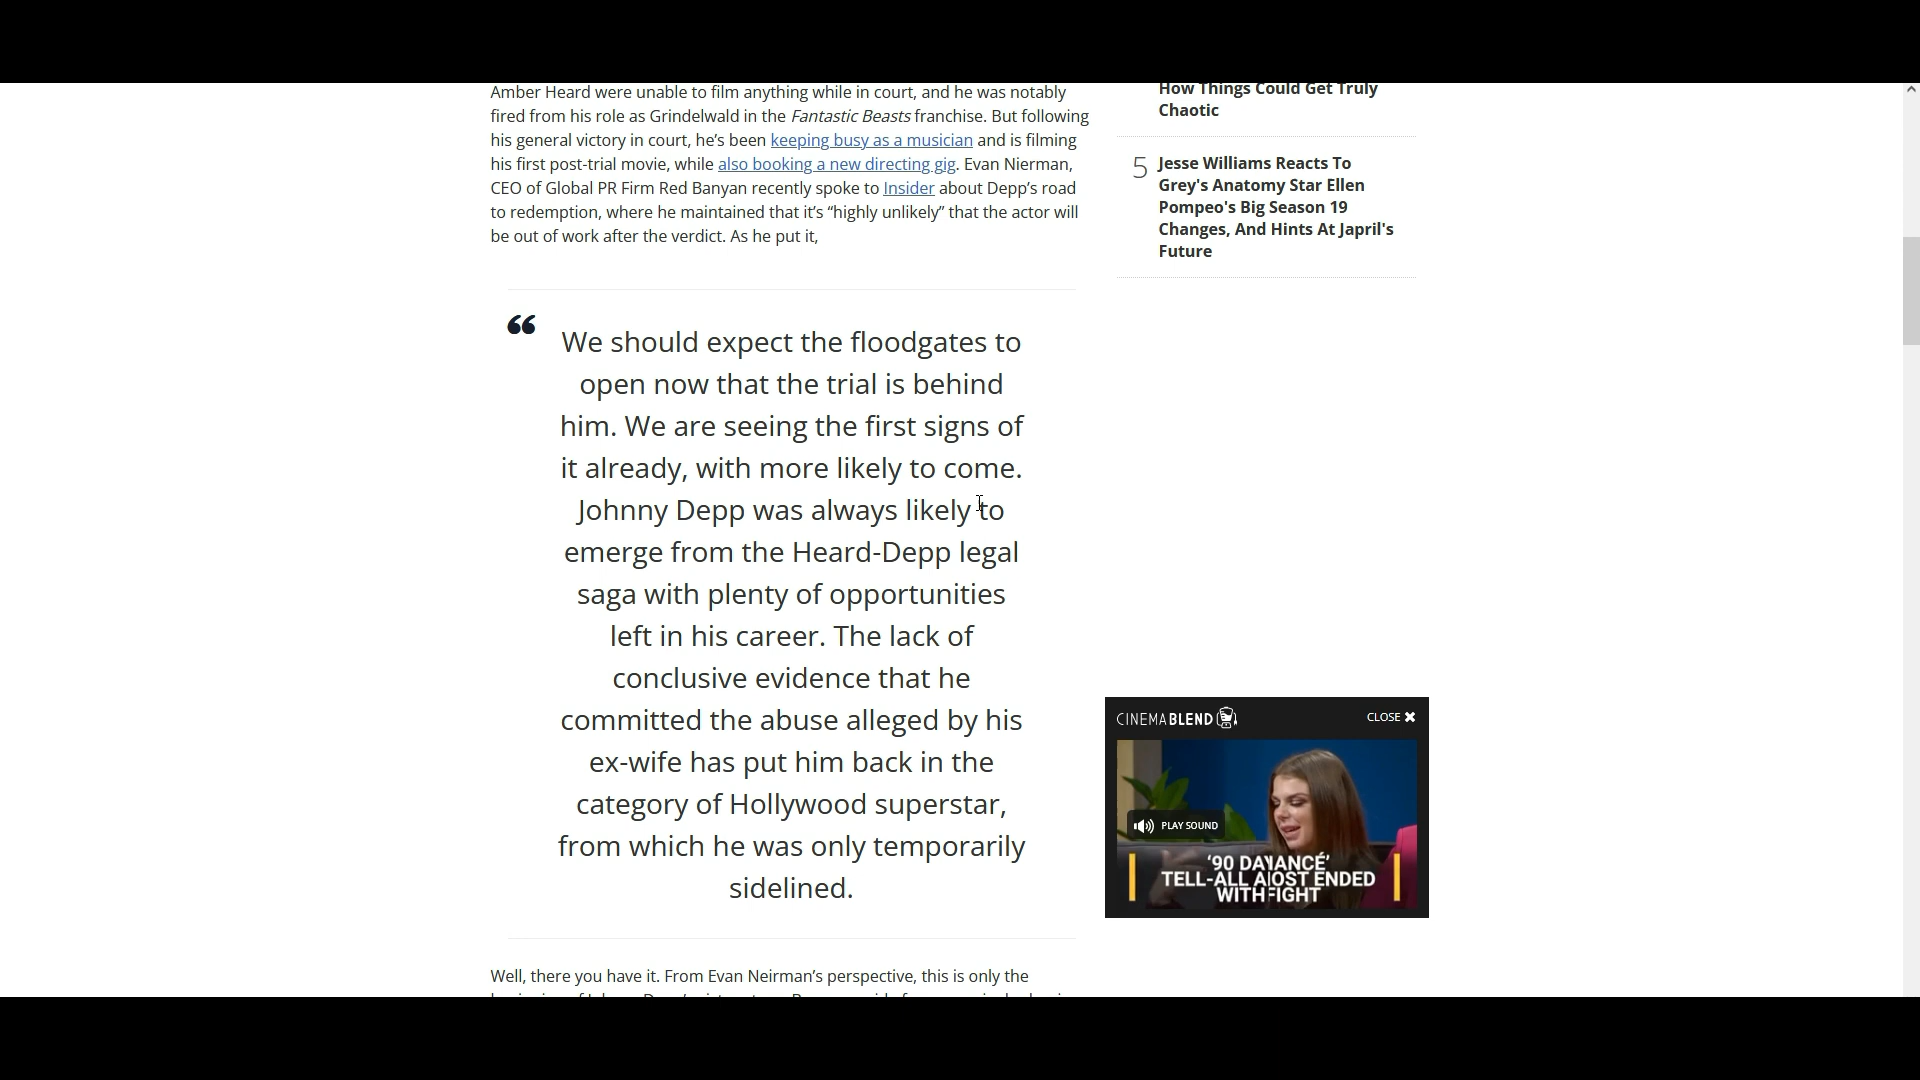 Amber Heard were unable to film anything while in court, and he was notably
fired from his role as Grindelwald in the Fantastic Beasts franchise. But following
his general victory in court, he’s been keeping busy as a musician and is filming
his first post-trial movie, while also booking a new directing gig. Evan Nierman,
CEO of Global PR Firm Red Banyan recently spoke to Insider about Depp’s road
to redemption, where he maintained that it’s “highly unlikely” that the actor will
be out of work after the verdict. As he put it,
“
We should expect the floodgates to
open now that the trial is behind
him. We are seeing the first signs of
it already, with more likely to come.
Johnny Depp was always likely to
emerge from the Heard-Depp legal
saga with plenty of opportunities
left in his career. The lack of
conclusive evidence that he
committed the abuse alleged by his
ex-wife has put him back in the
category of Hollywood superstar,
from which he was only temporarily
sidelined.
Well, there you have it. From Evan Neirman’s perspective, this is only the
How Things Could Get Truly
Chaotic
5
Jesse Williams Reacts To
Grey's Anatomy Star Ellen
Pompeo's Big Season 19
Changes, And Hints At Japril's
Future
CINEMABLEND
CLOSE
PLAY SOUND
‘90 DAY
TELL-ALL
ENDED
WITH
FIGHT